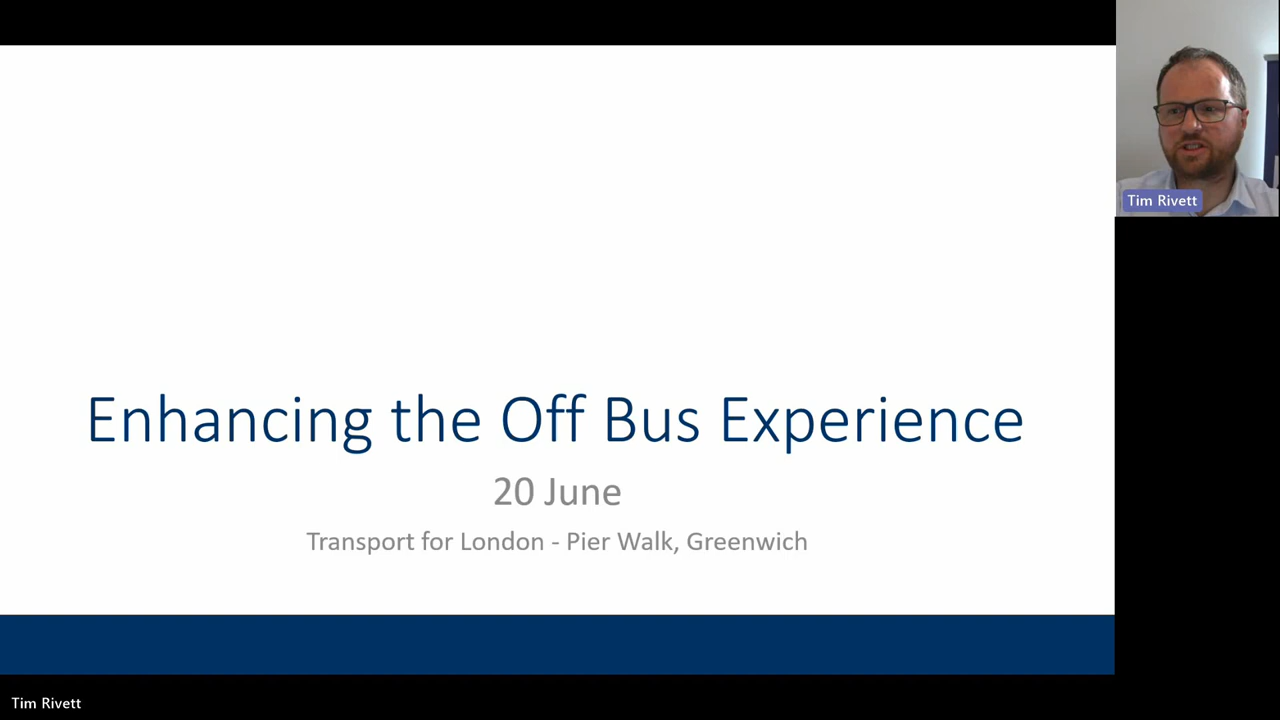 Tim Rivett
Enhancing the Off Bus Experience
20 June
Transport for London - Pier Walk, Greenwich
Tim Rivett